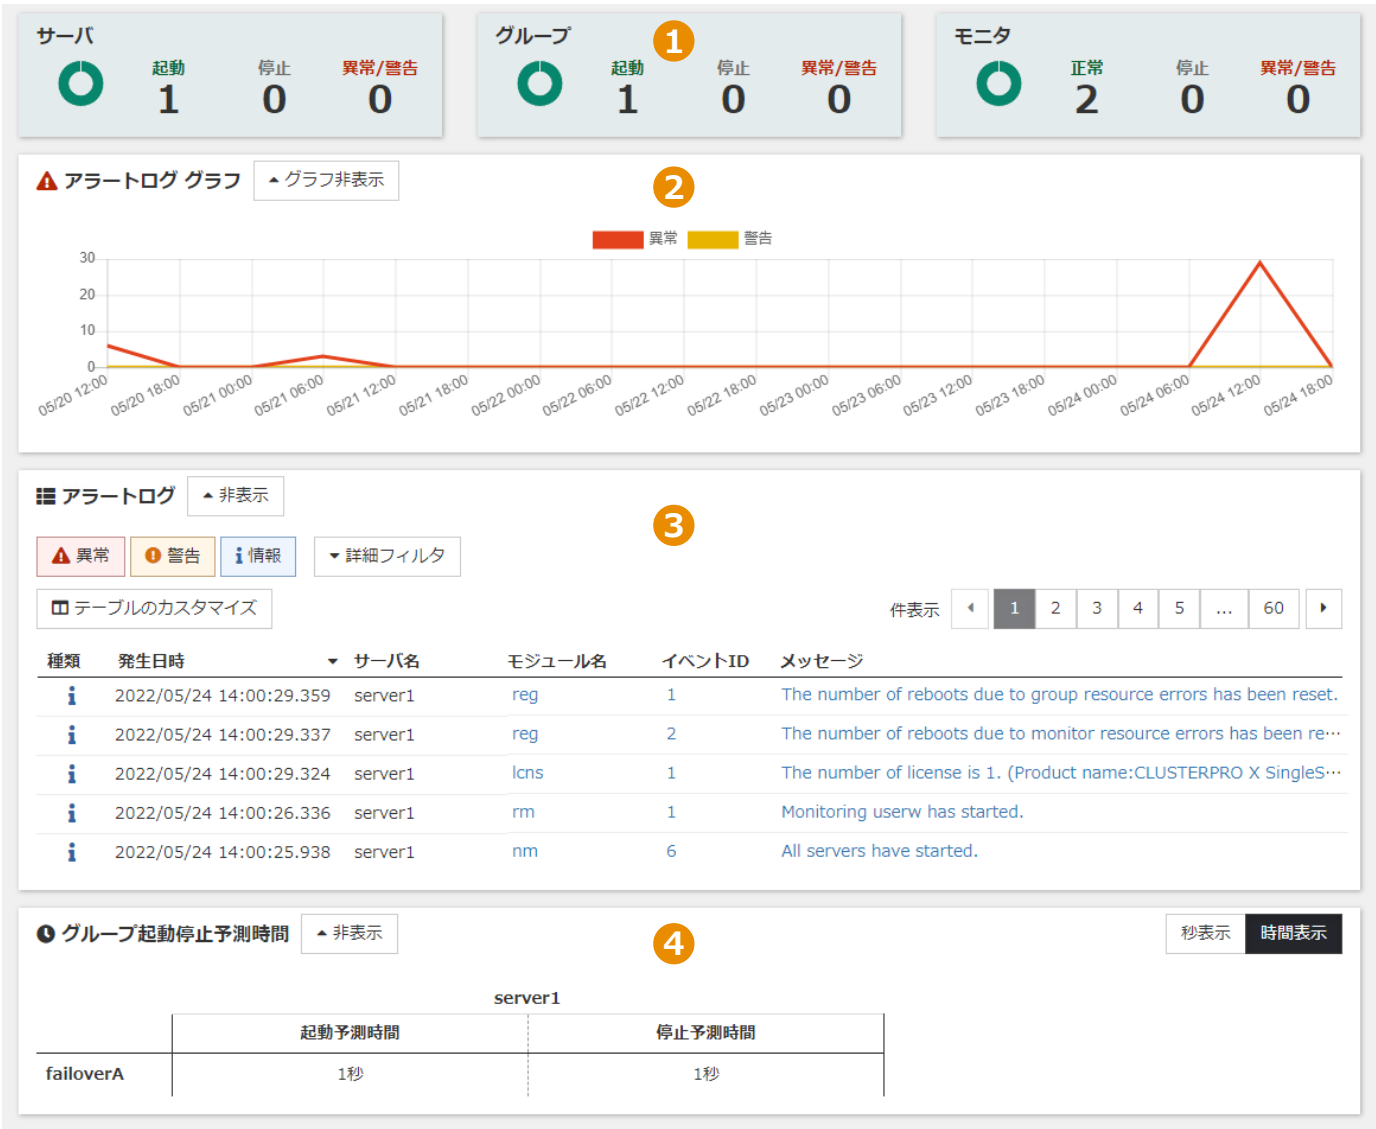 サーバ
起動 停止 異常/警告
1 0 0
グループ
起動 停止 異常/警告
1 0 0
1
モニタ
正常 停止 異常/警告
2 0 0
アラートログ グラフ グラフ非表示
2
異常 警告
30
20
10
0
05/20 12:00 05/20 18:00 05/21 00:00 05/21 06:00 05/21 12:00 05/21 18:00 05/22 00:00 05/22 06:00 05/22 12:00 05/22 18:00 05/23 00:00 05/23 06:00 05/23 12:00 05/23 18:00 05/24 00:00 05/24 06:00 05/24 12:00 05/24 18:00
アラートログ 非表示
3
異常 警告 情報 詳細フィルタ
テーブルのカスタマイズ
件表示 1 2 3 4 5 ... 60
種類 発生日時 サーバ名 モジュール名 イベントID メッセージ
2022/05/24 14:00:29.359 server1 reg 1 The number of reboots due to group resource errors has been reset.
2022/05/24 14:00:29.337 server1 reg 2 The number of reboots due to monitor resource errors has been re…
2022/05/24 14:00:29.324 server1 lcns 1 The number of license is 1. (Product name:CLUSTERPRO X SingleS…
2022/05/24 14:00:26.336 server1 rm 1 Monitoring userw has started.
2022/05/24 14:00:25.938 server1 nm 6 All servers have started.
グループ起動停止予測時間 非表示
4
秒表示 時間表示
server1
起動予測時間 停止予測時間
failoverA 1秒 1秒